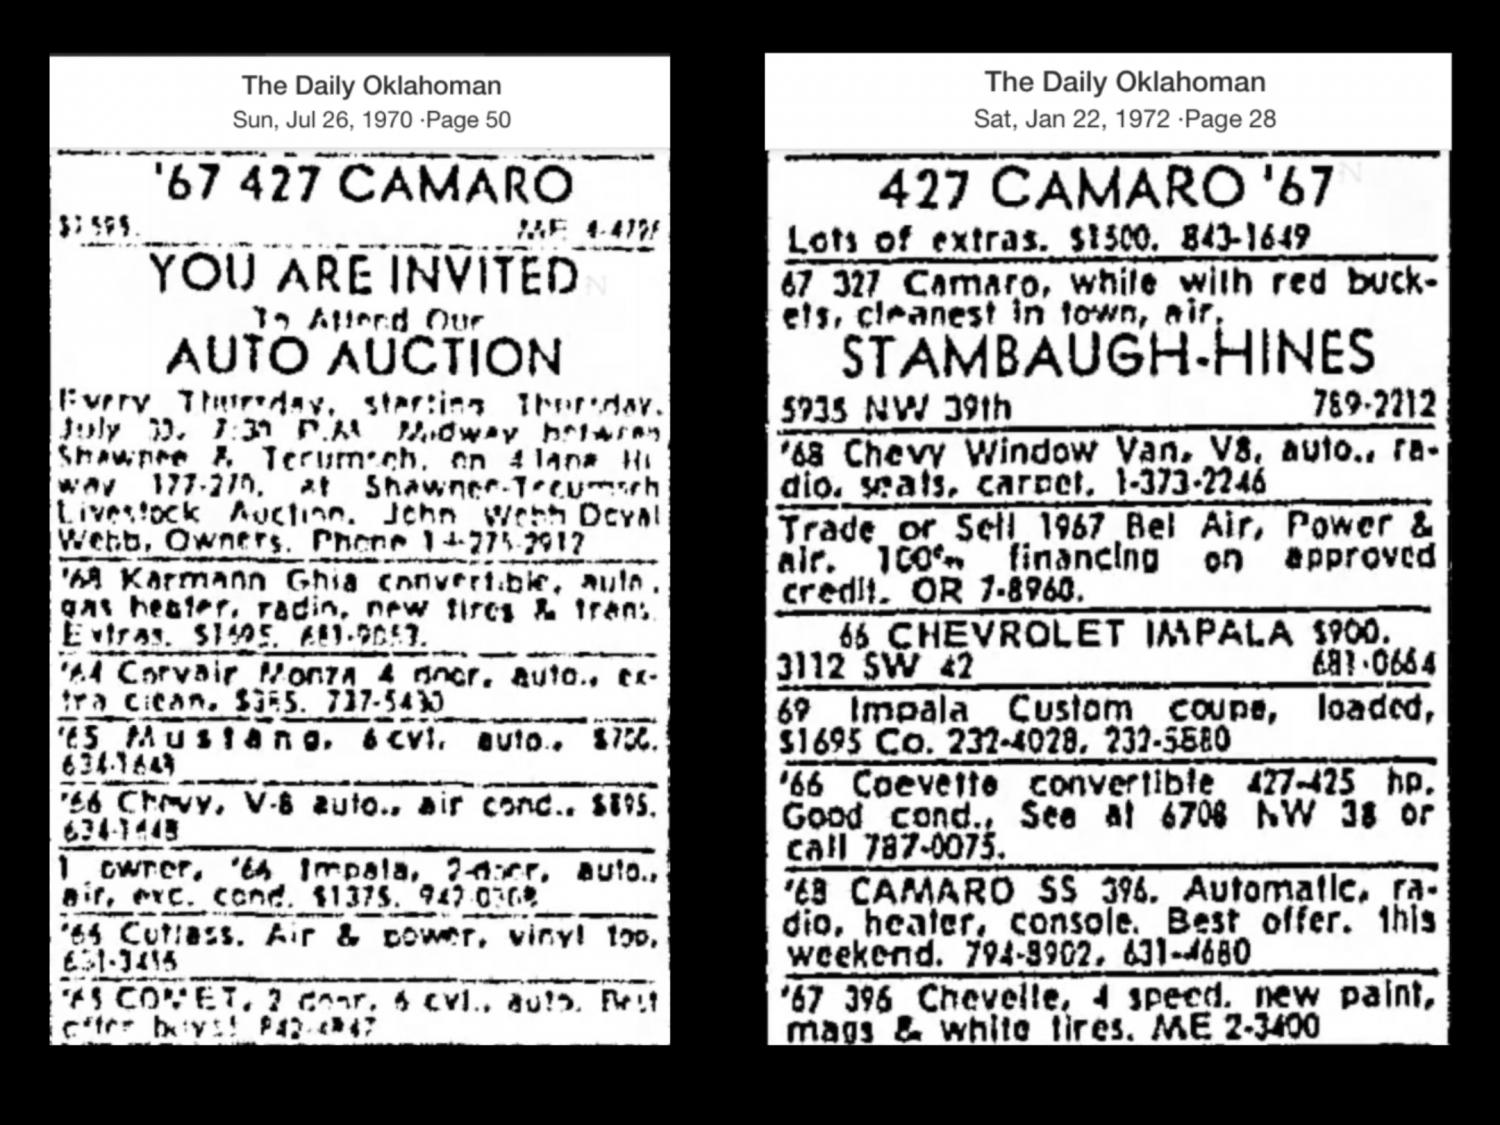 The Daily Oklahoman
Sun, Jul 26, 1970 ·Page 50
'67 427 CAMARO
ME
YOU ARE INVITED
To Attend Our
AUTO AUCTION
Every Thursday, starting Thursday,
July P.M. Midway between
Shawnee & Tecumseh, on 4 lane Hi
way 177-270, at Shawnee-Tecumseh
Livestock Auction. John Webb Doyal
Webb, Owners. Phone
Karmann Ghia convertible, auto.
gas heater, radio, new tires & trans.
Extras.
Corvair Monza 4 door, auto., ex-
tra clean.
'65 Mustang, 6 cyl, auto.,
'66 Chevy, V-8 auto., air cond., $895.
1 owner, Impala, 2-door, auto.,
air, exc. cond. $1375.
Cutlass. Air & power, vinyl top.
COMET, 2 door, 6 cyl., auto. Best
offer buys!
The Daily Oklahoman
Sat, Jan 22, 1972 ·Page 28
427 CAMARO '67
Lots of extras. $1500. 843-1649
67 327 Camaro, white with red buck-
ets, cleanest in town, air.
STAMBAUGH-HINES
5935 NW 39th 789-2212
'68 Chevy Window Van, V8, auto., ra-
dio, seats, carpet. 1-373-2246
Trade or Sell 1967 Bel Air, Power &
air. 100% financing on approved
credit. OR 7-8960.
66 CHEVROLET IMPALA $900.
3112 SW 42 681-0664
69 Impala Custom coupe, loaded,
$1695 Co. 232-4028, 232-5580
'66 Coevette convertible 427-425 hp.
Good cond., See at 6708 NW 38 or
call 787-0075.
'68 CAMARO SS 396. Automatic, ra-
dio, heater, console. Best offer. this
weekend. 794-8902, 631-4680
'67 396 Chevelle, 4 speed, new paint,
mags & white tires. ME 2-3400